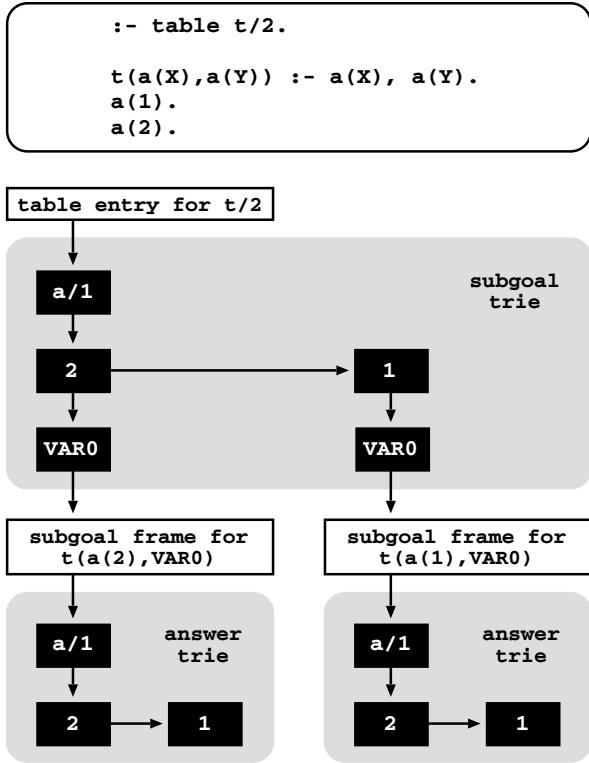 :- table t/2.
t(a(X),a(Y)) :- a(X), a(Y).
a(1).
a(2).
table entry for t/2
a/1
subgoal
trie
2
1
VAR0
VAR0
subgoal frame for
t(a(2),VAR0)
subgoal frame for
t(a(1),VAR0)
a/1
answer
trie
2
1
a/1
answer
trie
2
1